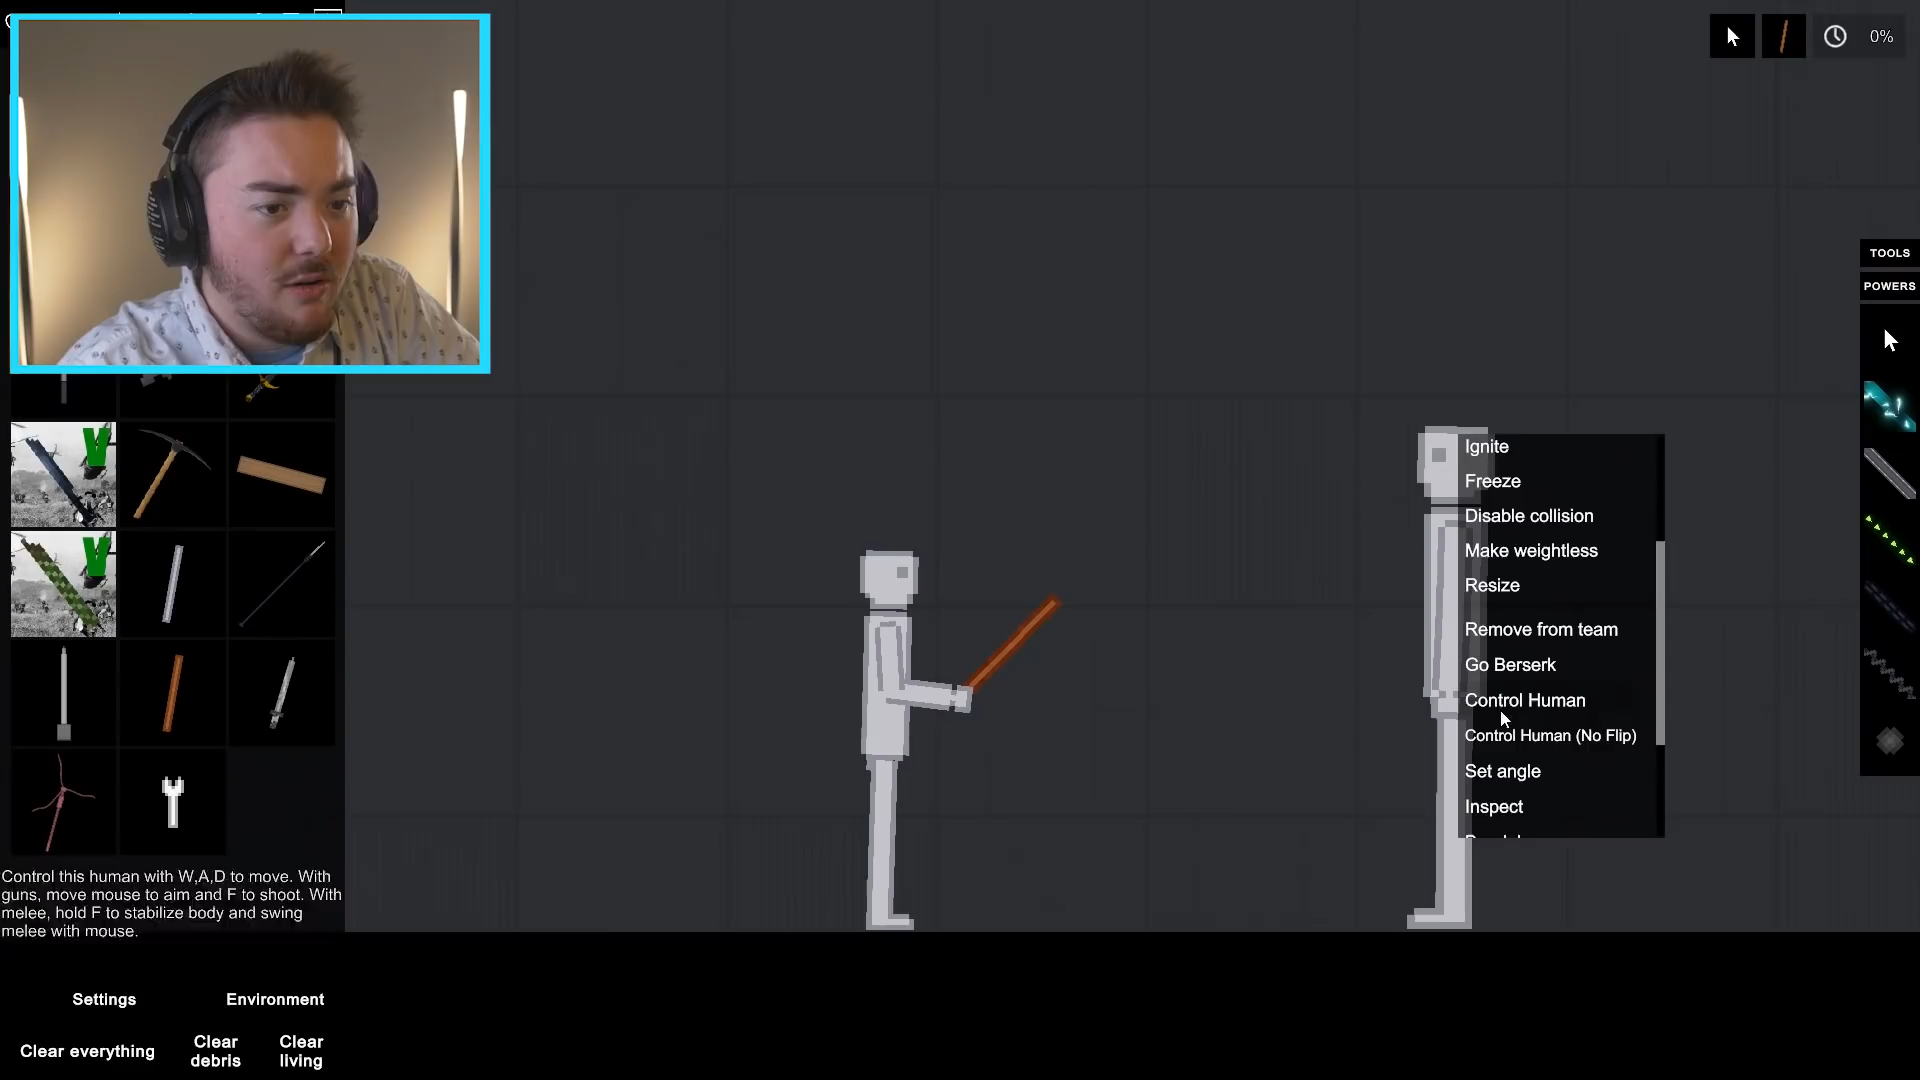 0%
TOOLS
POWERS
Ignite
Freeze
Disable collision
Make weightless
Resize
Remove from team
Go Berserk
Control Human
Control Human (No Flip)
Set angle
Inspect
V
V
Control this human with W,A,D to move. With
guns, move mouse to aim and F to shoot. With
melee, hold F to stabilize body and swing
melee with mouse.
Settings
Environment
Clear everything
Clear
debris
Clear
living